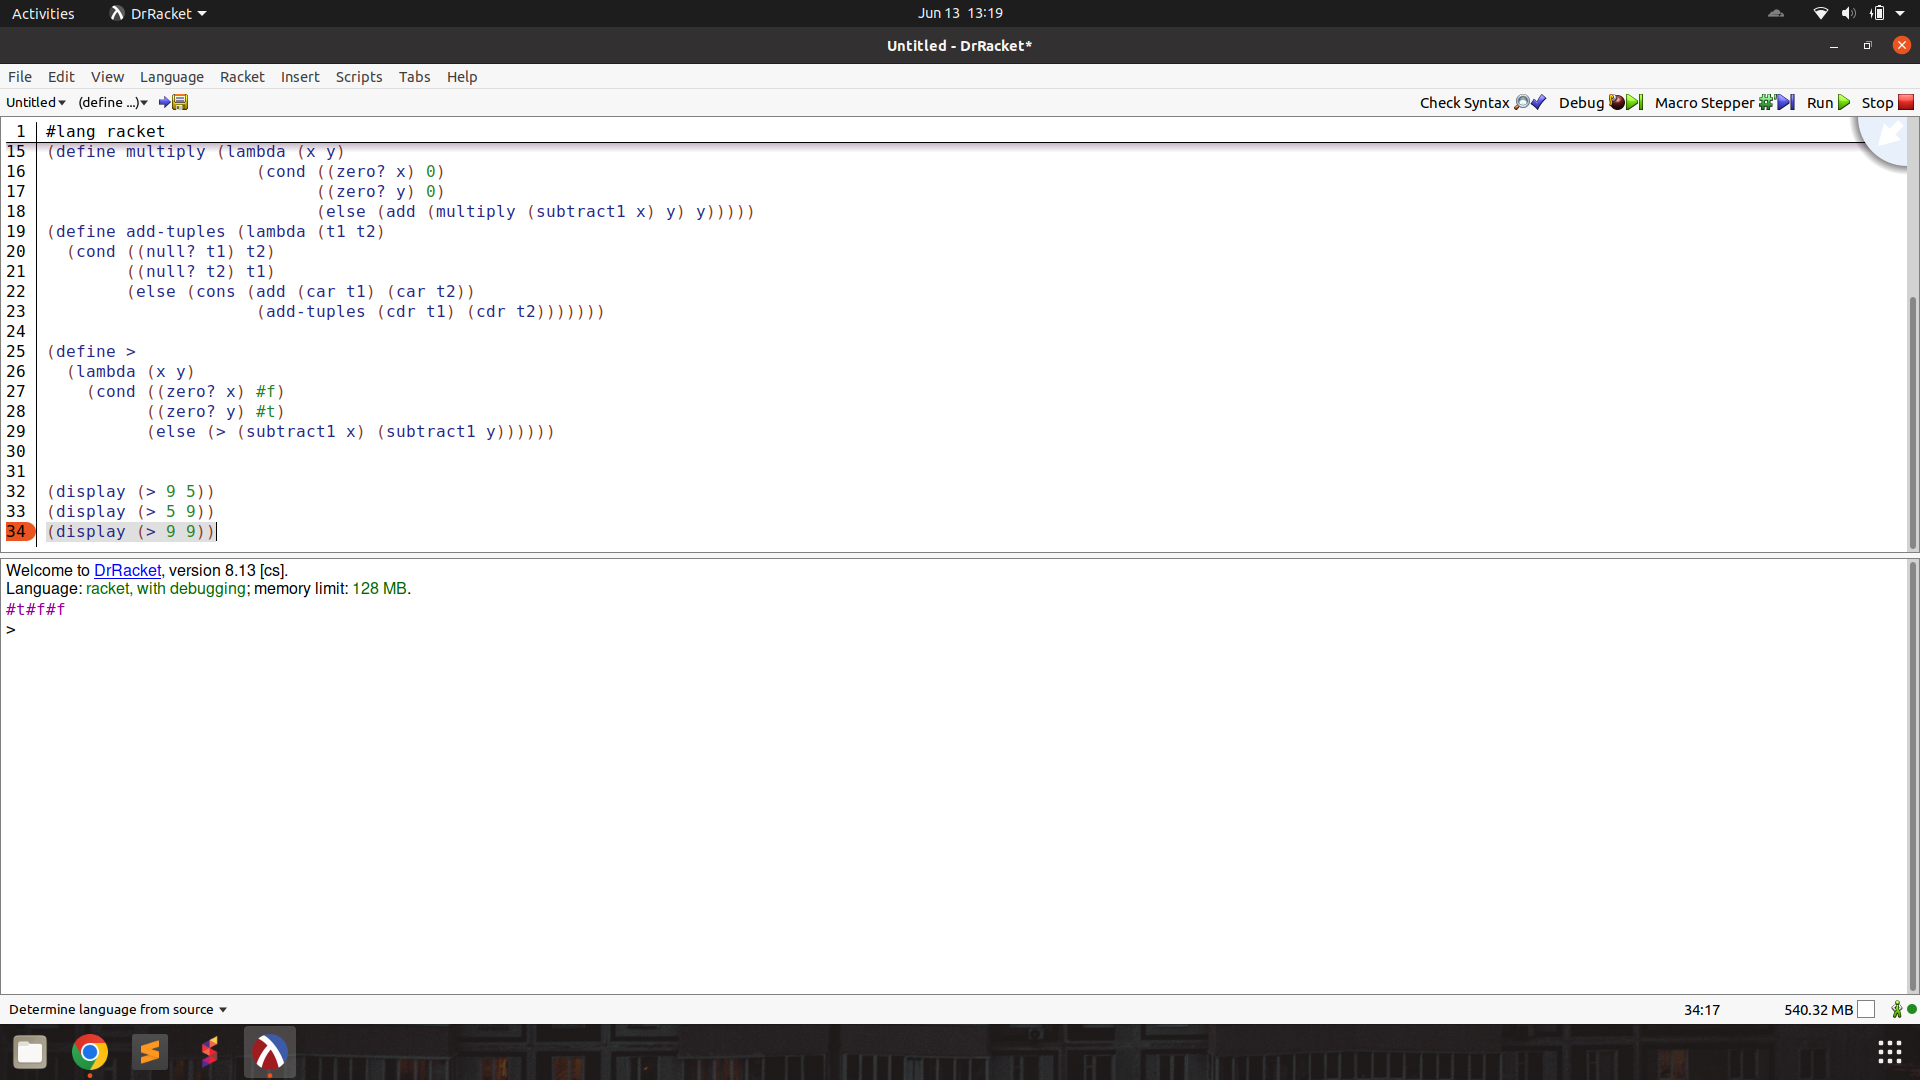 Activities DrRacket Jun 13 13:19
Untitled - DrRacket*
File Edit View Language Racket Insert Scripts Tabs Help
Untitled (define ...) Check Syntax Debug Macro Stepper Run Stop
1 #lang racket
15 (define multiply (lambda (x y)
16 (cond ((zero? x) 0)
17 ((zero? y) 0)
18 (else (add (multiply (subtract1 x) y) y)))))
19 (define add-tuples (lambda (t1 t2)
20 (cond ((null? t1) t2)
21 ((null? t2) t1)
22 (else (cons (add (car t1) (car t2))
23 (add-tuples (cdr t1) (cdr t2)))))))
24
25 (define >
26 (lambda (x y)
27 (cond ((zero? x) #f)
28 ((zero? y) #t)
29 (else (> (subtract1 x) (subtract1 y))))))
30
31
32 (display (> 9 5))
33 (display (> 5 9))
34 (display (> 9 9))
Welcome to DrRacket, version 8.13 [cs].
Language: racket, with debugging; memory limit: 128 MB.
#t#f#f
>
Determine language from source 34:17 540.32 MB